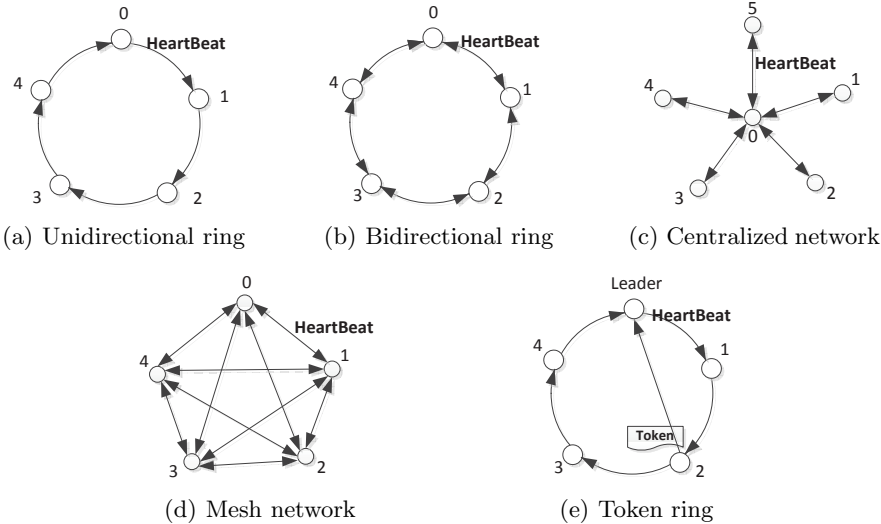 0
HeartBeat
4
1
3
2
(a) Unidirectional ring
0
HeartBeat
4
1
3
2
(b) Bidirectional ring
5
HeartBeat
4
1
0
3
2
(c) Centralized network
0
HeartBeat
4
1
3
2
(d) Mesh network
Leader
HeartBeat
4
1
Token
3
2
(e) Token ring